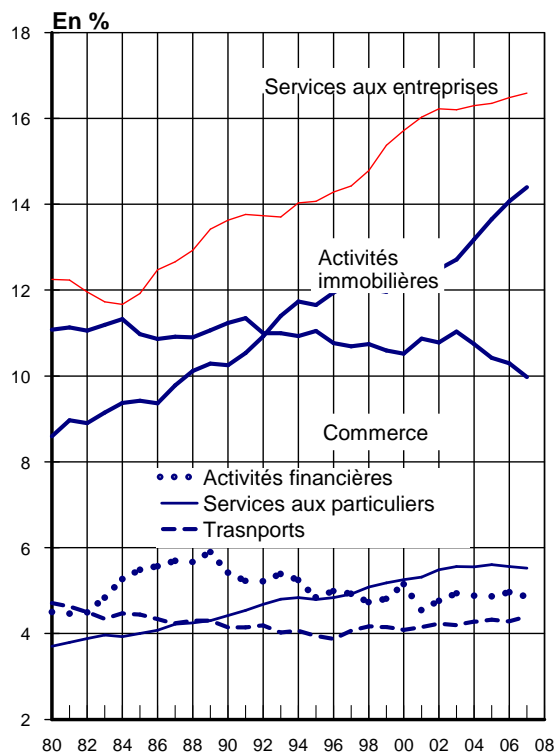 En %
18
Services aux entreprises
16
14
Activités
immobilières
12
10
Commerce
8
Activités financières
Services aux particuliers
Trasnports
6
4
2
80 82 84 86 88 90 92 94 96 98 00 02 04 06 08